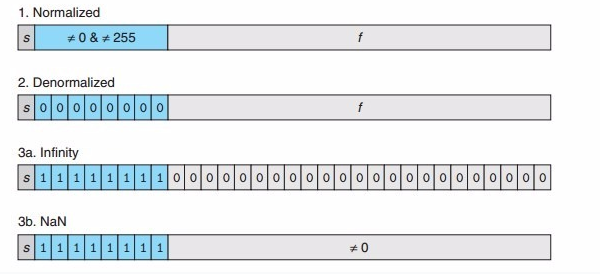 1. Normalized
s ≠ 0 & ≠ 255 f
2. Denormalized
s 0 0 0 0 0 0 0 0 f
3a. Infinity
s 1 1 1 1 1 1 1 1 0 0 0 0 0 0 0 0 0 0 0 0 0 0 0 0 0 0 0 0 0 0 0
3b. NaN
s 1 1 1 1 1 1 1 1 ≠ 0